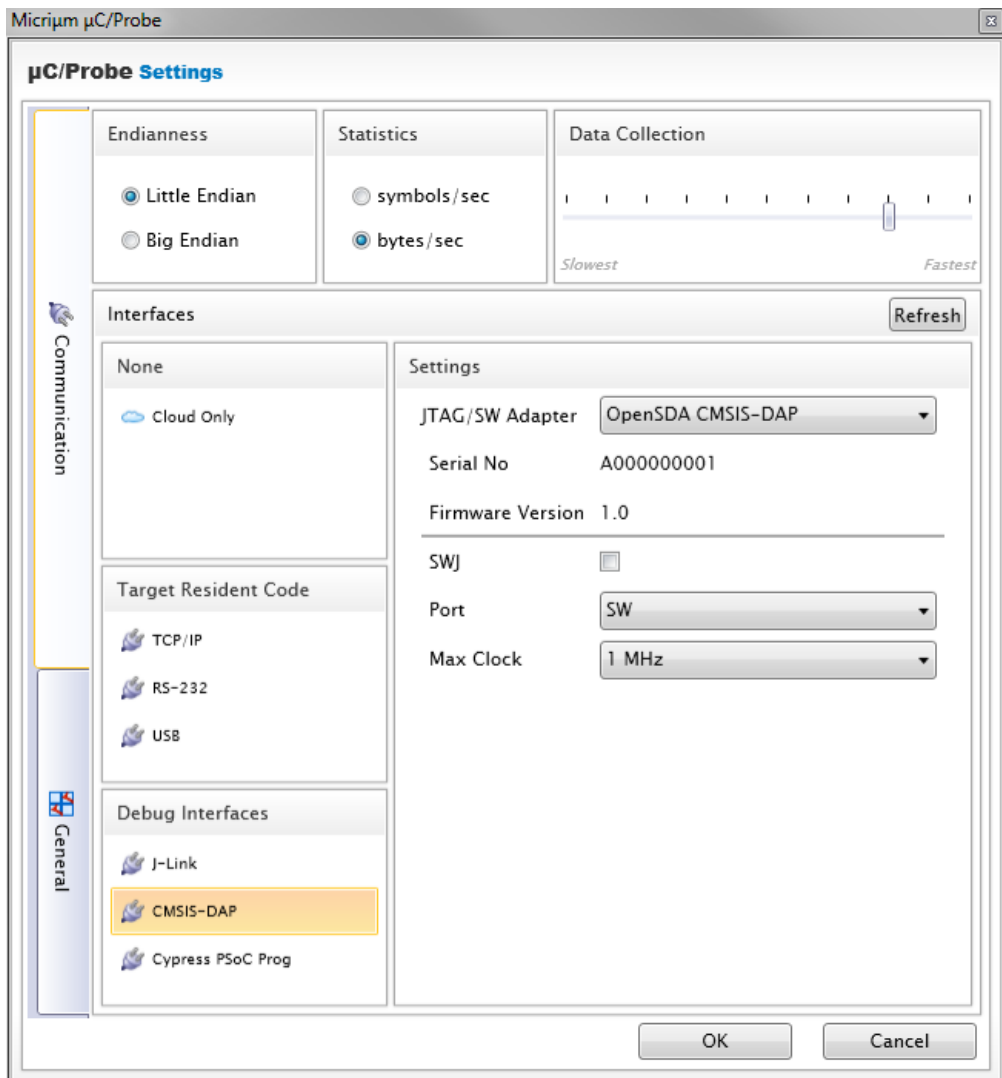 Micriµm µC/Probe
µC/Probe Settings
Communication
General
Endianness
Little Endian
Big Endian
Statistics
symbols/sec
bytes/sec
Data Collection
Slowest
Fastest
Interfaces
Refresh
None
Cloud Only
Target Resident Code
TCP/IP
RS-232
USB
Debug Interfaces
J-Link
CMSIS-DAP
Cypress PSoC Prog
Settings
JTAG/SW Adapter OpenSDA CMSIS-DAP
Serial No A000000001
Firmware Version 1.0
SWJ
Port SW
Max Clock 1 MHz
OK
Cancel